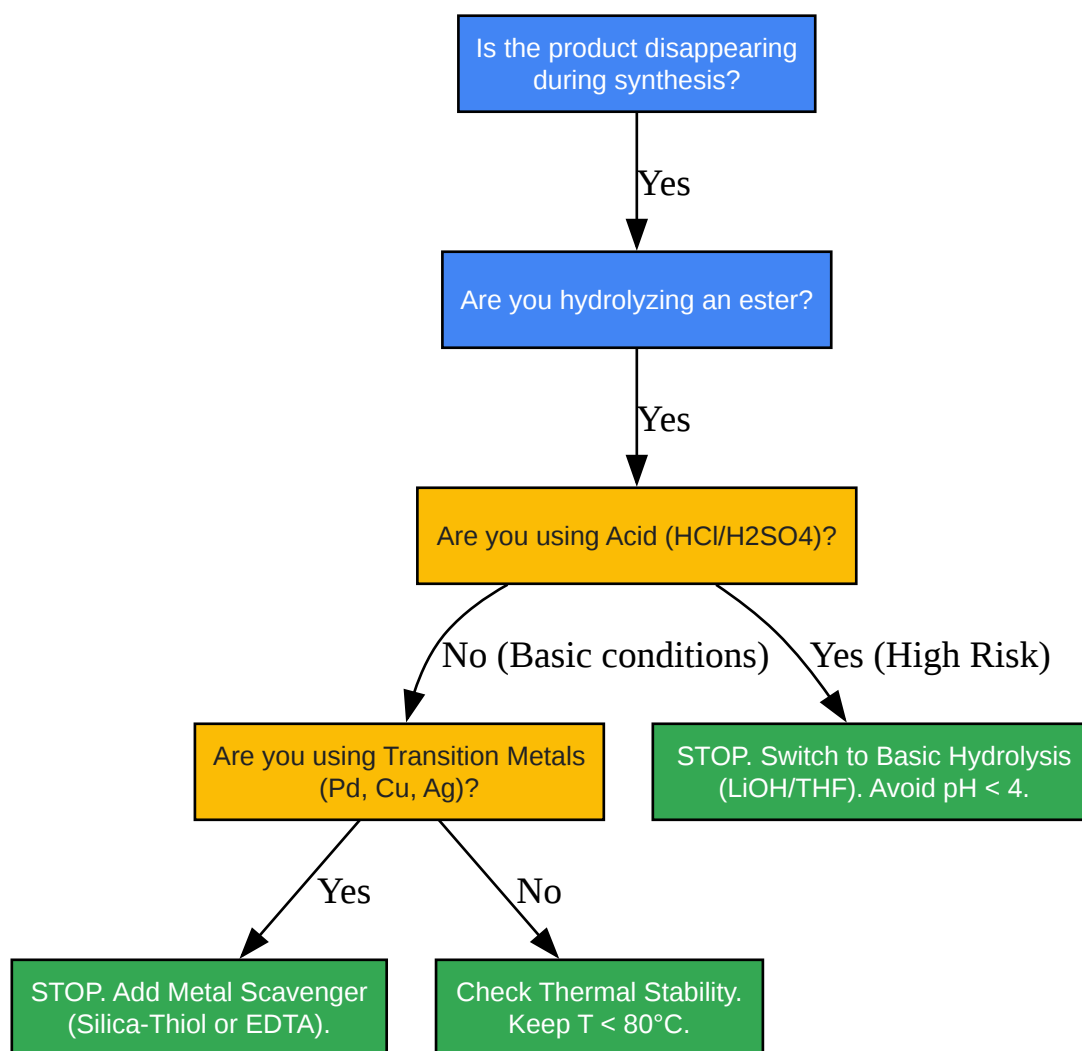 Is the product disappearing
during synthesis?
Yes
Are you hydrolyzing an ester?
Yes
Are you using Acid (HCl/H2SO4)?
No (Basic conditions)
Yes (High Risk)
Are you using Transition Metals
(Pd, Cu, Ag)?
STOP. Switch to Basic Hydrolysis
(LiOH/THF). Avoid pH < 4.
Yes
No
STOP. Add Metal Scavenger
(Silica-Thiol or EDTA).
Check Thermal Stability.
Keep T < 80°C.